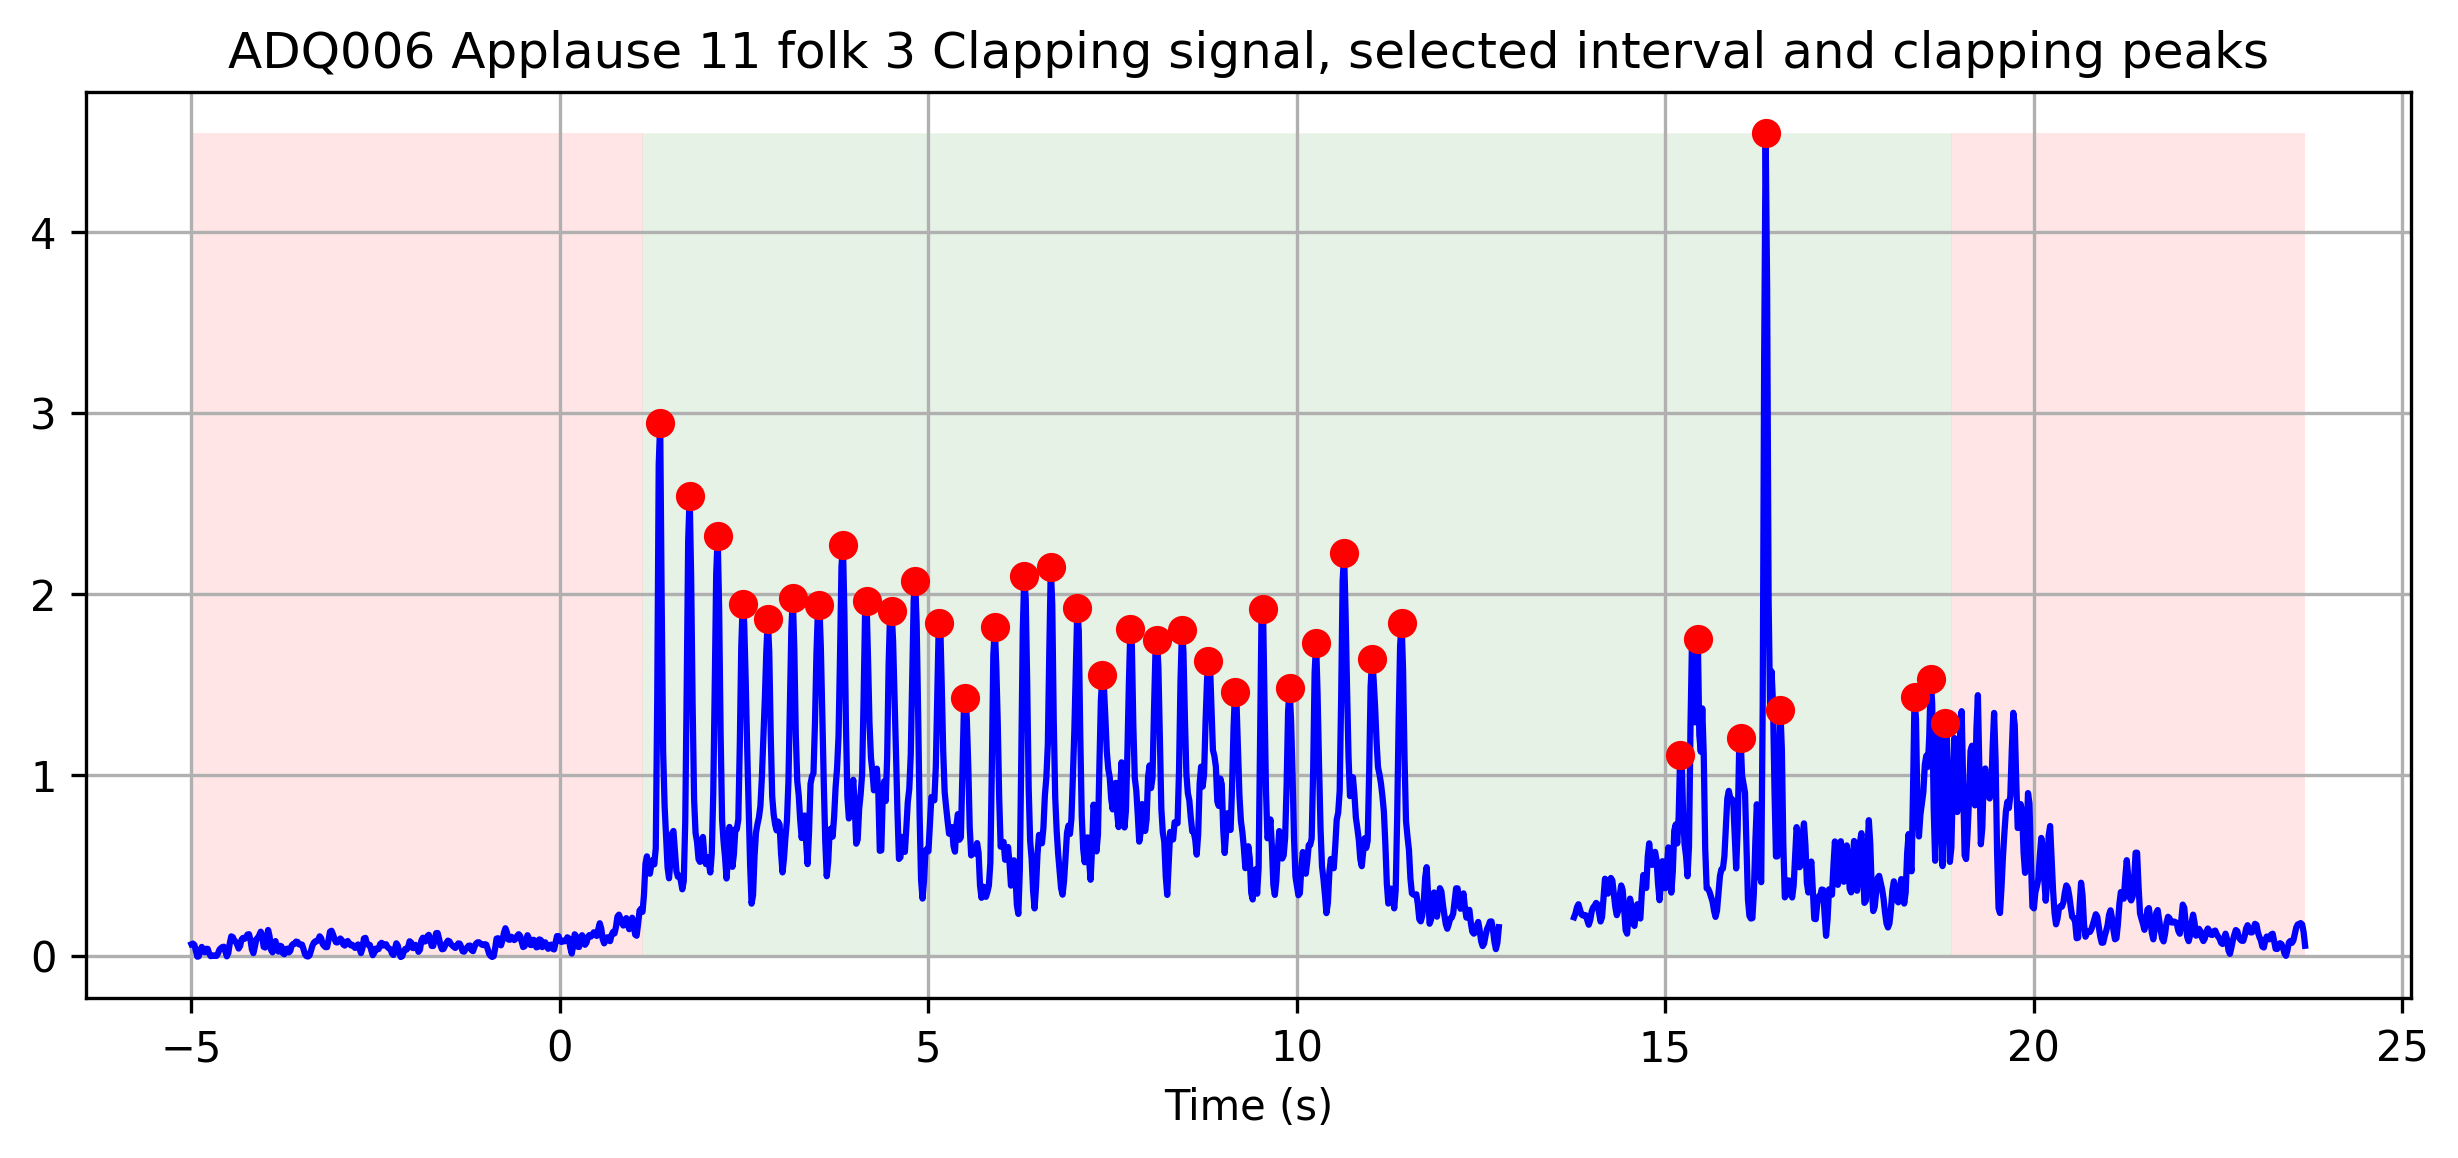 ADQ006 Applause 11 folk 3 Clapping signal, selected interval and clapping peaks
4
3
2
1
0
−5 0 5 10 15 20 25
Time (s)